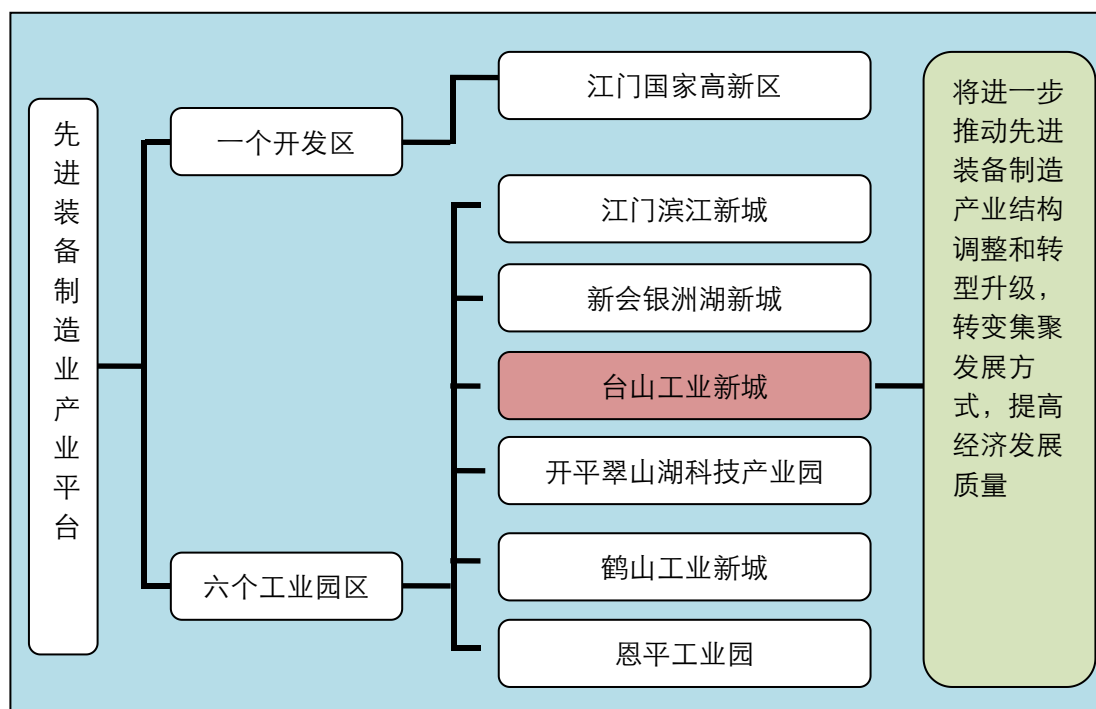 先进装备制造业产业平台
一个开发区
六个工业园区
江门国家高新区
江门滨江新城
新会银洲湖新城
台山工业新城
开平翠山湖科技产业园
鹤山工业新城
恩平工业园
将进一步
推动先进
装备制造
产业结构
调整和转
型升级，
转变集聚
发展方
式，提高
经济发展
质量